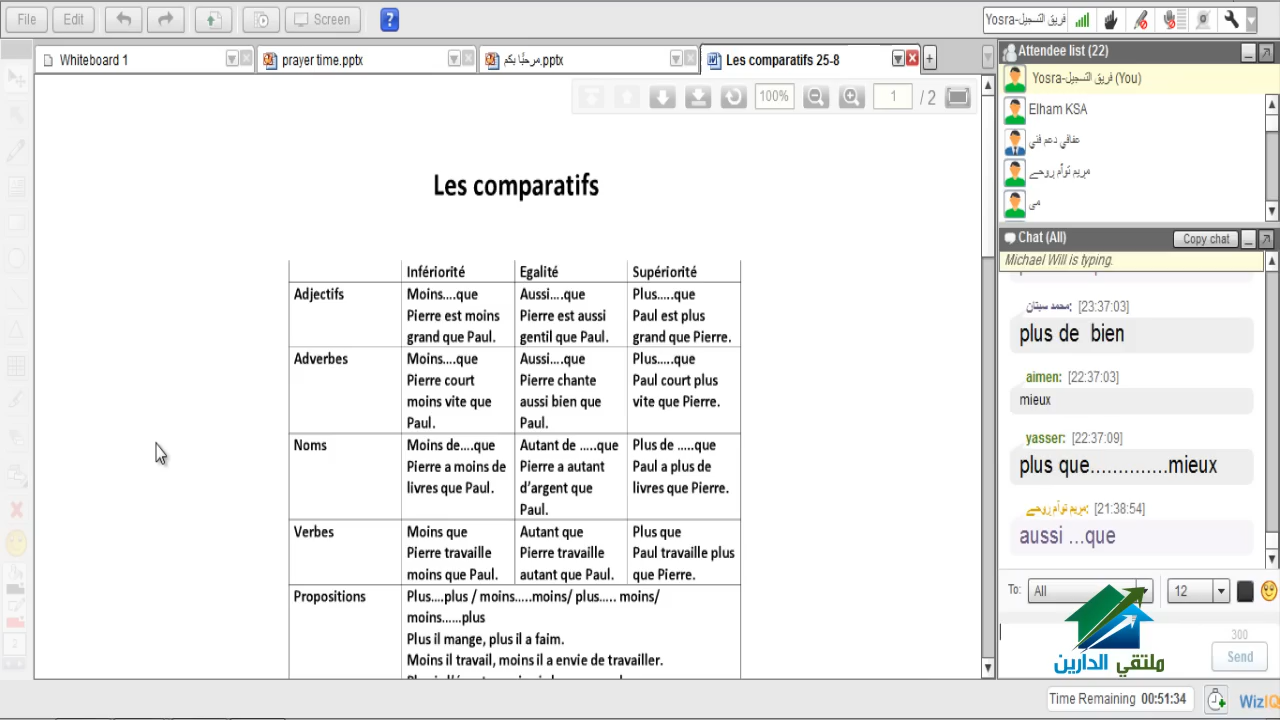 File
Edit
Screen
?
Yosra-فريق التسجيل
Whiteboard 1
prayer time.pptx
مرحبًا بكم.pptx
Les comparatifs 25-8
100%
1 / 2
Les comparatifs
Infériorité Egalité Supériorité
Adjectifs
Moins....que
Pierre est moins
grand que Paul.
Aussi....que
Pierre est aussi
gentil que Paul.
Plus.....que
Paul est plus
grand que Pierre.
Adverbes
Moins....que
Pierre court
moins vite que
Paul.
Aussi....que
Pierre chante
aussi bien que
Paul.
Plus.....que
Paul court plus
vite que Pierre.
Noms
Moins de....que
Pierre a moins de
livres que Paul.
Autant de .....que
Pierre a autant
d'argent que
Paul.
Plus de .....que
Paul a plus de
livres que Pierre.
Verbes
Moins que
Pierre travaille
moins que Paul.
Autant que
Pierre travaille
autant que Paul.
Plus que
Paul travaille plus
que Pierre.
Propositions
Plus....plus / moins.....moins/ plus..... moins/
moins......plus
Plus il mange, plus il a faim.
Moins il travail, moins il a envie de travailler.
Attendee list (22)
Yosra-فريق التسجيل (You)
Elham KSA
عفاقي دعم فني
مريم توأم روحي
مى
Chat (All)
Copy chat
Michael Will is typing.
محمد سيتان: [23:37:03]
plus de bien
aimen: [22:37:03]
mieux
yasser: [22:37:09]
plus que..............mieux
مريم توأم روحي: [21:38:54]
aussi ...que
To: All
12
300
Send
ملتقي الدارين
Time Remaining 00:51:34
WizIQ